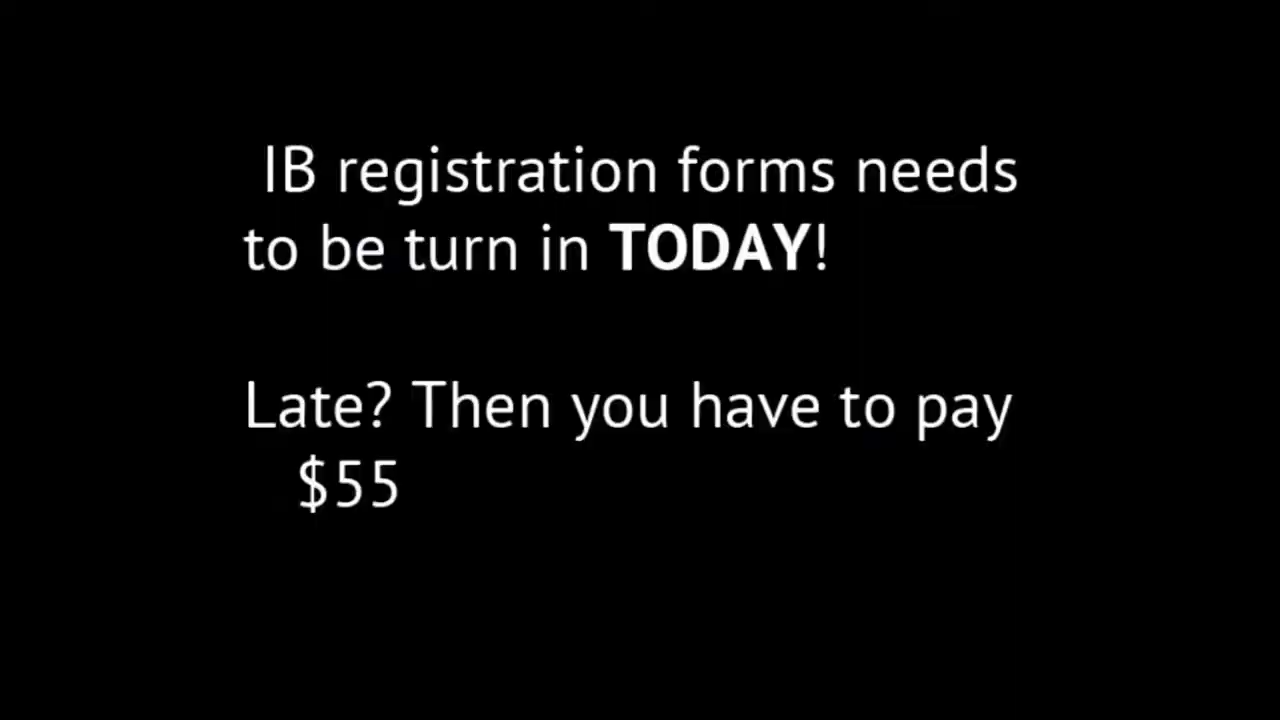 IB registration forms needs
to be turn in TODAY!
Late? Then you have to pay
$55